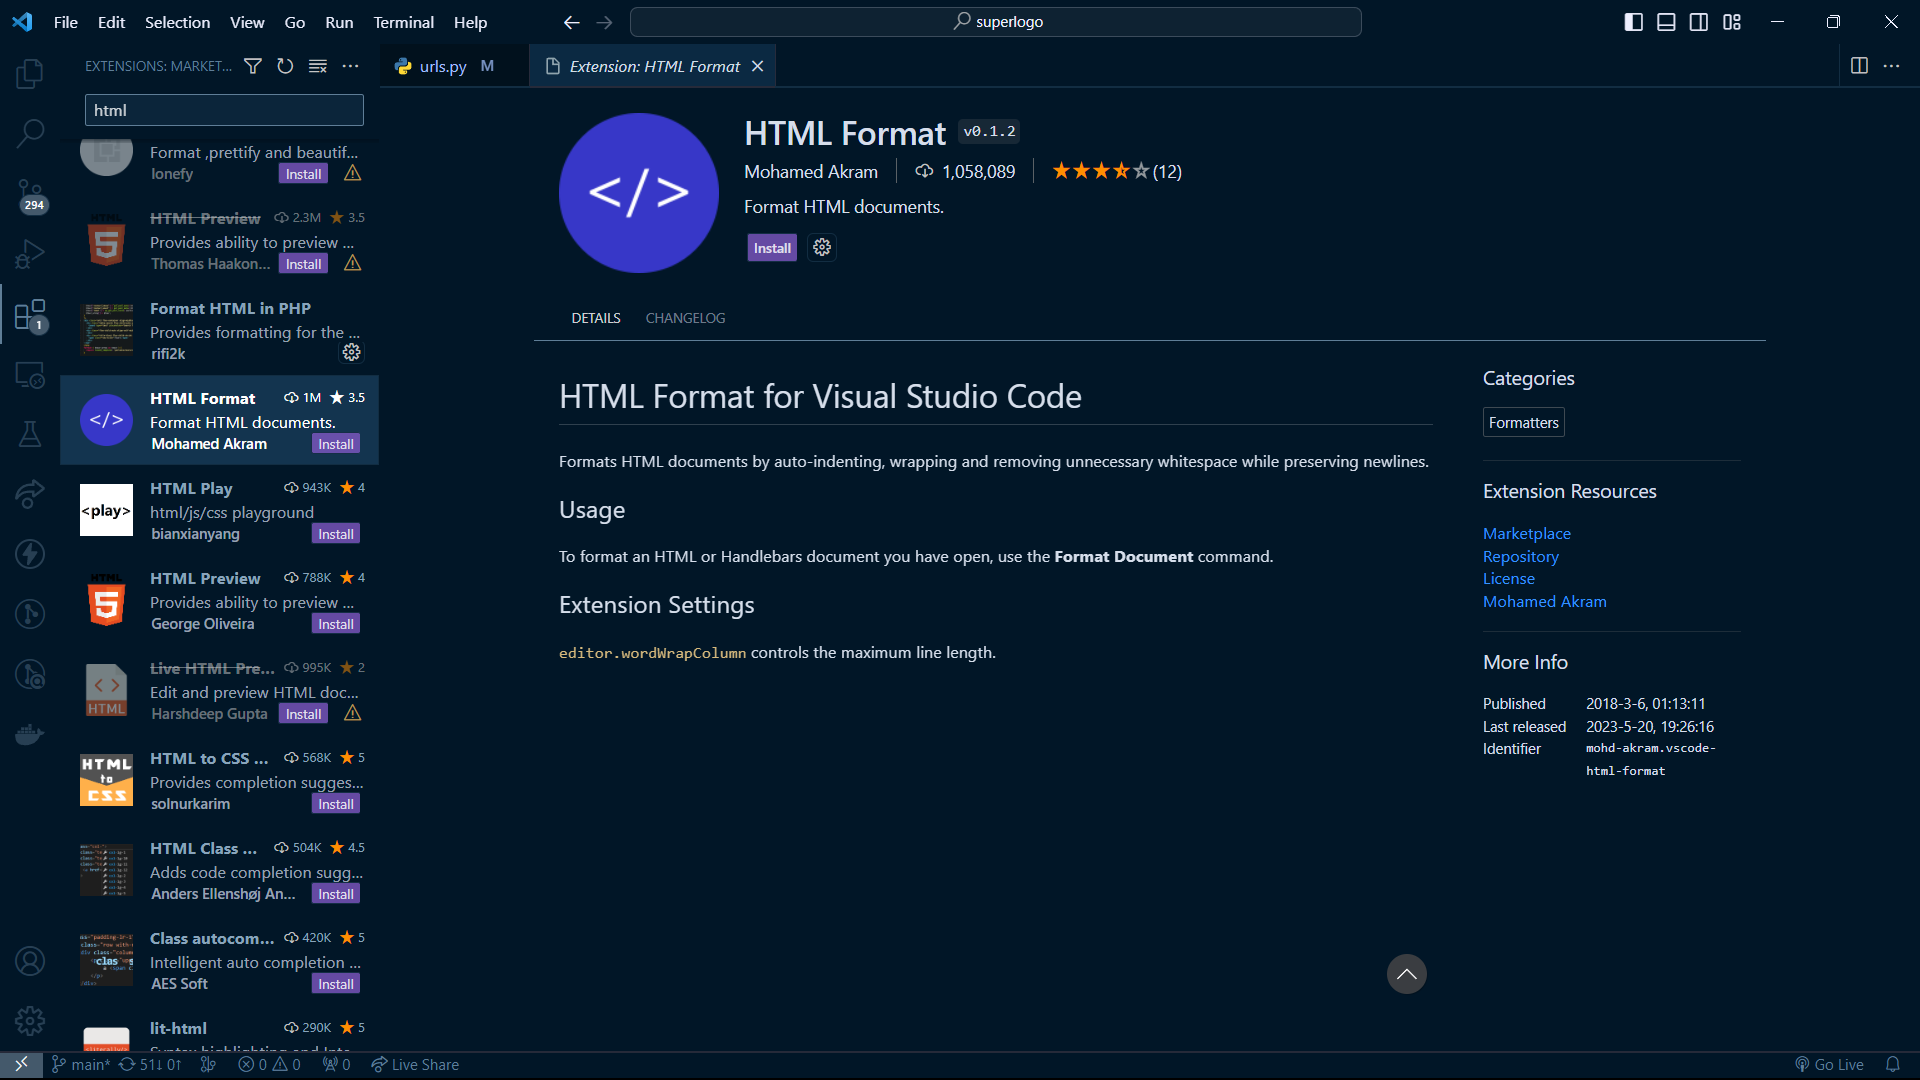 File Edit Selection View Go Run Terminal Help
superlogo
EXTENSIONS: MARKET...
urls.py M
Extension: HTML Format
html
Format ,prettify and beautif...
lonefy
Install
HTML Preview 2.3M 3.5
Provides ability to preview ...
Thomas Haakon... Install
Format HTML in PHP
Provides formatting for the ...
rifi2k
HTML Format 1M 3.5
Format HTML documents.
Mohamed Akram Install
HTML Play 943K 4
html/js/css playground
bianxianyang Install
<play>
HTML Preview 788K 4
Provides ability to preview ...
George Oliveira Install
Live HTML Pre... 995K 2
Edit and preview HTML doc...
Harshdeep Gupta Install
HTML
HTML to CSS ... 568K 5
Provides completion sugges...
solnurkarim Install
HTML
to
CSS
HTML Class ... 504K 4.5
Adds code completion sugg...
Anders Ellenshøj An... Install
Class autocom... 420K 5
Intelligent auto completion ...
AES Soft Install
lit-html 290K 5
294
1
HTML Format v0.1.2
Mohamed Akram 1,058,089 (12)
Format HTML documents.
Install
DETAILS CHANGELOG
HTML Format for Visual Studio Code
Formats HTML documents by auto-indenting, wrapping and removing unnecessary whitespace while preserving newlines.
Usage
To format an HTML or Handlebars document you have open, use the Format Document command.
Extension Settings
editor.wordWrapColumn controls the maximum line length.
Categories
Formatters
Extension Resources
Marketplace
Repository
License
Mohamed Akram
More Info
Published 2018-3-6, 01:13:11
Last released 2023-5-20, 19:26:16
Identifier mohd-akram.vscode-
html-format
main* 51↓ 0↑ 0 0 0 Live Share
Go Live